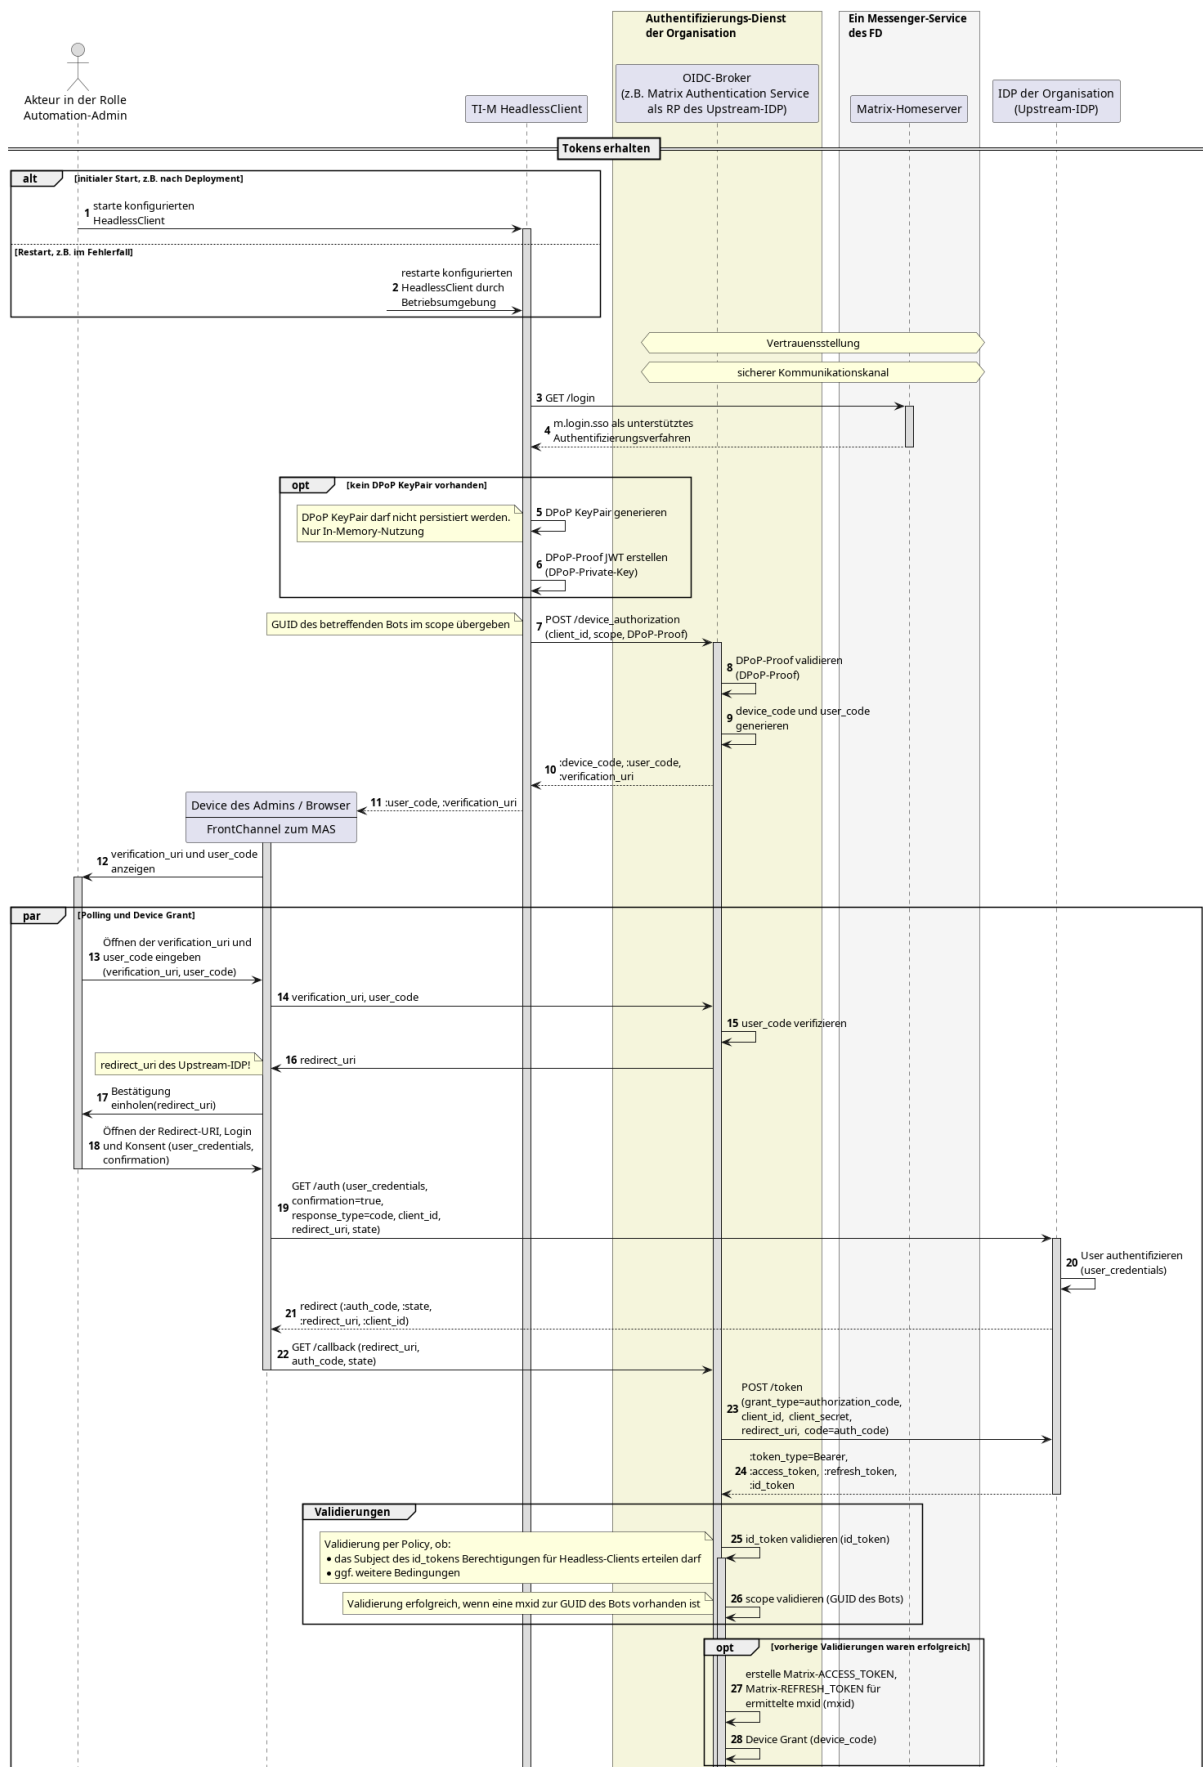 Authentifizierungs-Dienst
der Organisation
Ein Messenger-Service
des FD
Akteur in der Rolle
Automation-Admin
TI-M HeadlessClient
OIDC-Broker
(z.B. Matrix Authentication Service
als RP des Upstream-IDP)
Matrix-Homeserver
IDP der Organisation
(Upstream-IDP)
Tokens erhalten
alt [initialer Start, z.B. nach Deployment]
1 starte konfigurierten
HeadlessClient
[Restart, z.B. im Fehlerfall]
2 restarte konfigurierten
HeadlessClient durch
Betriebsumgebung
Vertrauensstellung
sicherer Kommunikationskanal
3 GET /login
4 m.login.sso als unterstütztes
Authentifizierungsverfahren
opt [kein DPoP KeyPair vorhanden]
DPoP KeyPair darf nicht persistiert werden.
Nur In-Memory-Nutzung
5 DPoP KeyPair generieren
6 DPoP-Proof JWT erstellen
(DPoP-Private-Key)
GUID des betreffenden Bots im scope übergeben
7 POST /device_authorization
(client_id, scope, DPoP-Proof)
8 DPoP-Proof validieren
(DPoP-Proof)
9 device_code und user_code
generieren
10 :device_code, :user_code,
:verification_uri
Device des Admins / Browser
FrontChannel zum MAS
11 :user_code, :verification_uri
12 verification_uri und user_code
anzeigen
par [Polling und Device Grant]
13 Öffnen der verification_uri und
user_code eingeben
(verification_uri, user_code)
14 verification_uri, user_code
15 user_code verifizieren
redirect_uri des Upstream-IDP!
16 redirect_uri
17 Bestätigung
einholen(redirect_uri)
18 Öffnen der Redirect-URI, Login
und Konsent (user_credentials,
confirmation)
19 GET /auth (user_credentials,
confirmation=true,
response_type=code, client_id,
redirect_uri, state)
20 User authentifizieren
(user_credentials)
21 redirect (:auth_code, :state,
:redirect_uri, :client_id)
22 GET /callback (redirect_uri,
auth_code, state)
23 POST /token
(grant_type=authorization_code,
client_id, client_secret,
redirect_uri, code=auth_code)
24 :token_type=Bearer,
:access_token, :refresh_token,
:id_token
Validierungen
Validierung per Policy, ob:
• das Subject des id_tokens Berechtigungen für Headless-Clients erteilen darf
• ggf. weitere Bedingungen
25 id_token validieren (id_token)
Validierung erfolgreich, wenn eine mxid zur GUID des Bots vorhanden ist
26 scope validieren (GUID des Bots)
opt [vorherige Validierungen waren erfolgreich]
27 erstelle Matrix-ACCESS_TOKEN,
Matrix-REFRESH_TOKEN für
ermittelte mxid (mxid)
28 Device Grant (device_code)